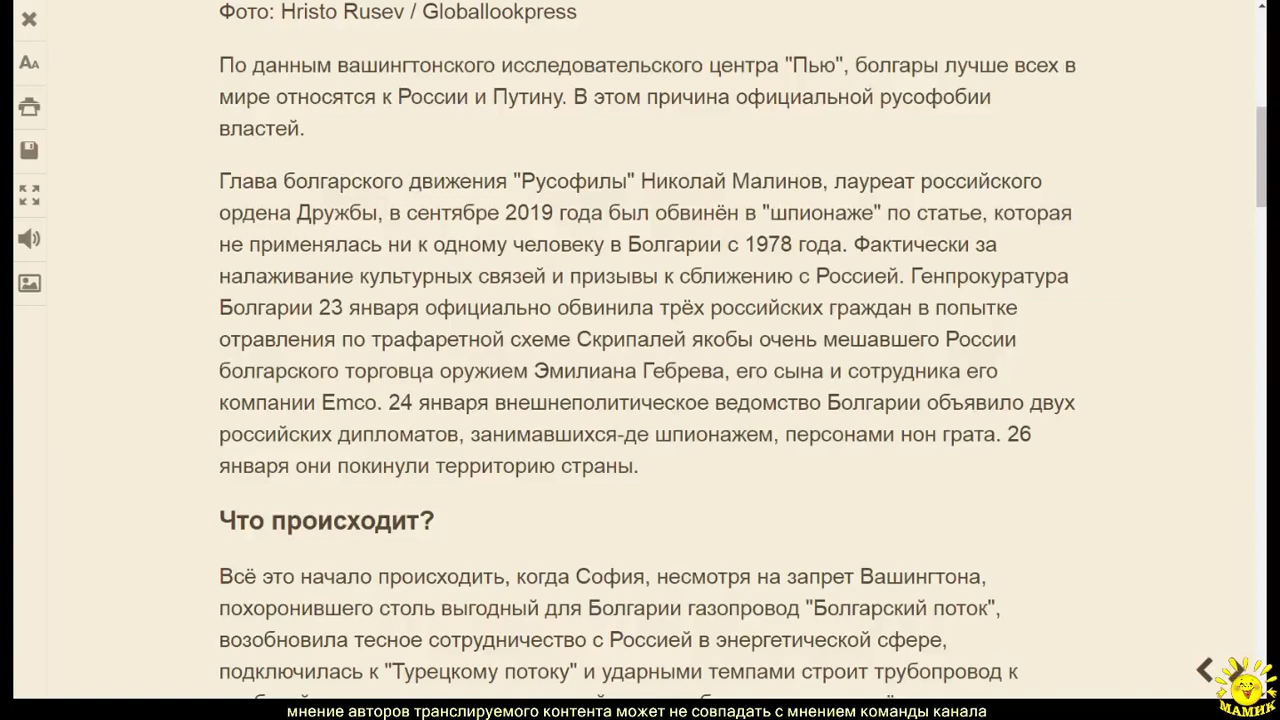 Фото: Hristo Rusev / Globallookpress
По данным вашингтонского исследовательского центра "Пью", болгары лучше всех в
мире относятся к России и Путину. В этом причина официальной русофобии
властей.
Глава болгарского движения "Русофилы" Николай Малинов, лауреат российского
ордена Дружбы, в сентябре 2019 года был обвинён в "шпионаже" по статье, которая
не применялась ни к одному человеку в Болгарии с 1978 года. Фактически за
налаживание культурных связей и призывы к сближению с Россией. Генпрокуратура
Болгарии 23 января официально обвинила трёх российских граждан в попытке
отравления по трафаретной схеме Скрипалей якобы очень мешавшего России
болгарского торговца оружием Эмилиана Гебрева, его сына и сотрудника его
компании Emco. 24 января внешнеполитическое ведомство Болгарии объявило двух
российских дипломатов, занимавшихся-де шпионажем, персонами нон грата. 26
января они покинули территорию страны.
Что происходит?
Всё это начало происходить, когда София, несмотря на запрет Вашингтона,
похоронившего столь выгодный для Болгарии газопровод "Болгарский поток",
возобновила тесное сотрудничество с Россией в энергетической сфере,
подключилась к "Турецкому потоку" и ударными темпами строит трубопровод к
МАМИК
мнение авторов транслируемого контента может не совпадать с мнением команды канала